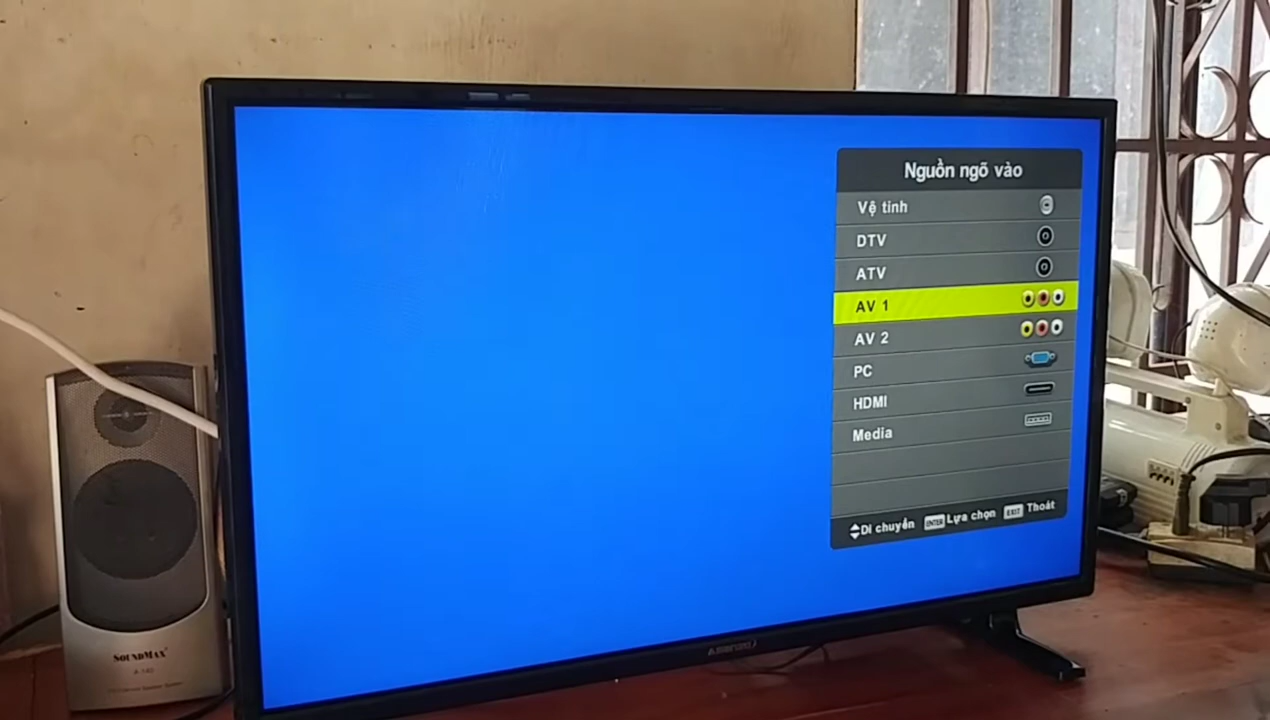 Nguồn ngõ vào
Vệ tinh
DTV
ATV
AV 1
AV 2
PC
HDMI
Media
Di chuyển ENTER Lựa chọn EXIT Thoát
SOUNDMAX
A-140